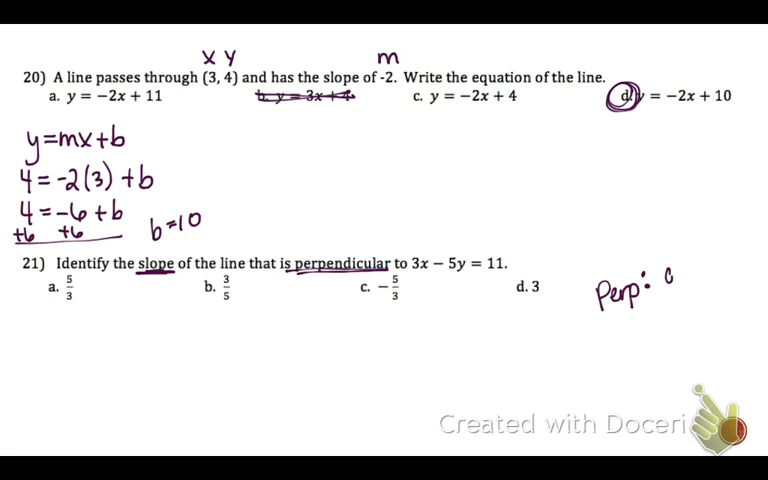 x y m
20) A line passes through (3, 4) and has the slope of -2. Write the equation of the line.
a. y = −2x + 11 b. y = 3x + 4 c. y = −2x + 4 d. y = −2x + 10
y=mx+b
4 = -2(3) + b
4 = -6 + b
+6 +6 b=10
21) Identify the slope of the line that is perpendicular to 3x − 5y = 11.
a. 5/3 b. 3/5 c. − 5/3 d. 3
Perp:
Created with Doceri